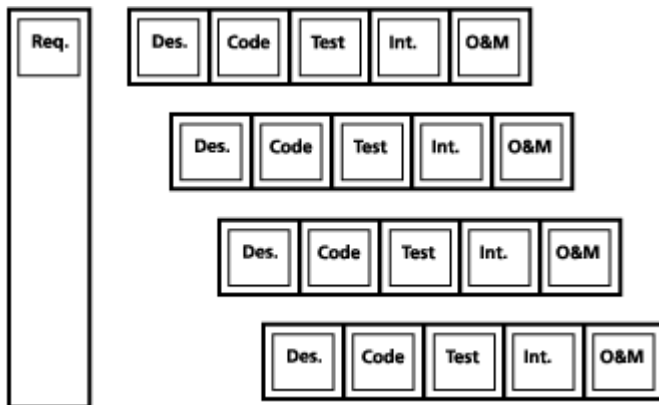 Req. Des. Code Test Int. O&M
Des. Code Test Int. O&M
Des. Code Test Int. O&M
Des. Code Test Int. O&M